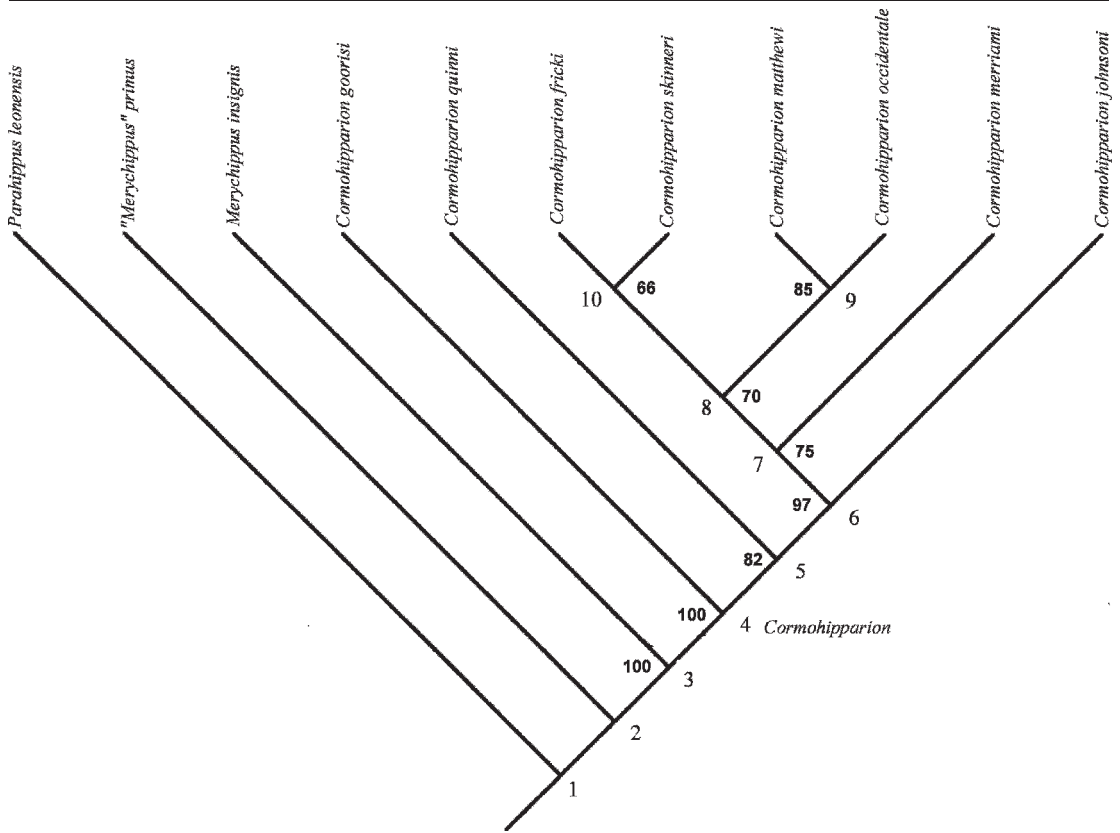 Parahippus leonensis
"Merychippus" primus
Merychippus insignis
Cormohipparion goorisi
Cormohipparion quinni
Cormohipparion fricki
Cormohipparion skinneri
Cormohipparion matthewi
Cormohipparion occidentale
Cormohipparion merriami
Cormohipparion johnsoni
10 66 85 9
8 70
7 75
97 6
82 5
100 4 Cormohipparion
100 3
2
1